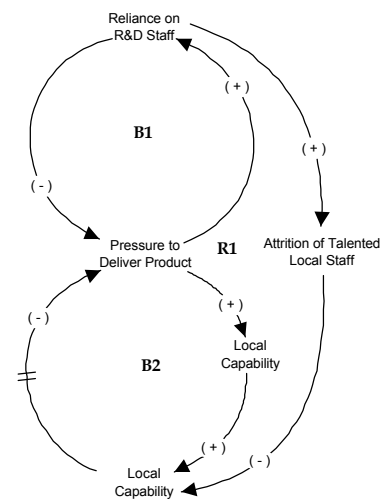 Reliance on
R&D Staff
(+)
B1
(+)
(-)
Pressure to
Deliver Product
R1
Attrition of Talented
Local Staff
(+)
(-)
Local
Capability
B2
(+)
(-)
Local
Capability